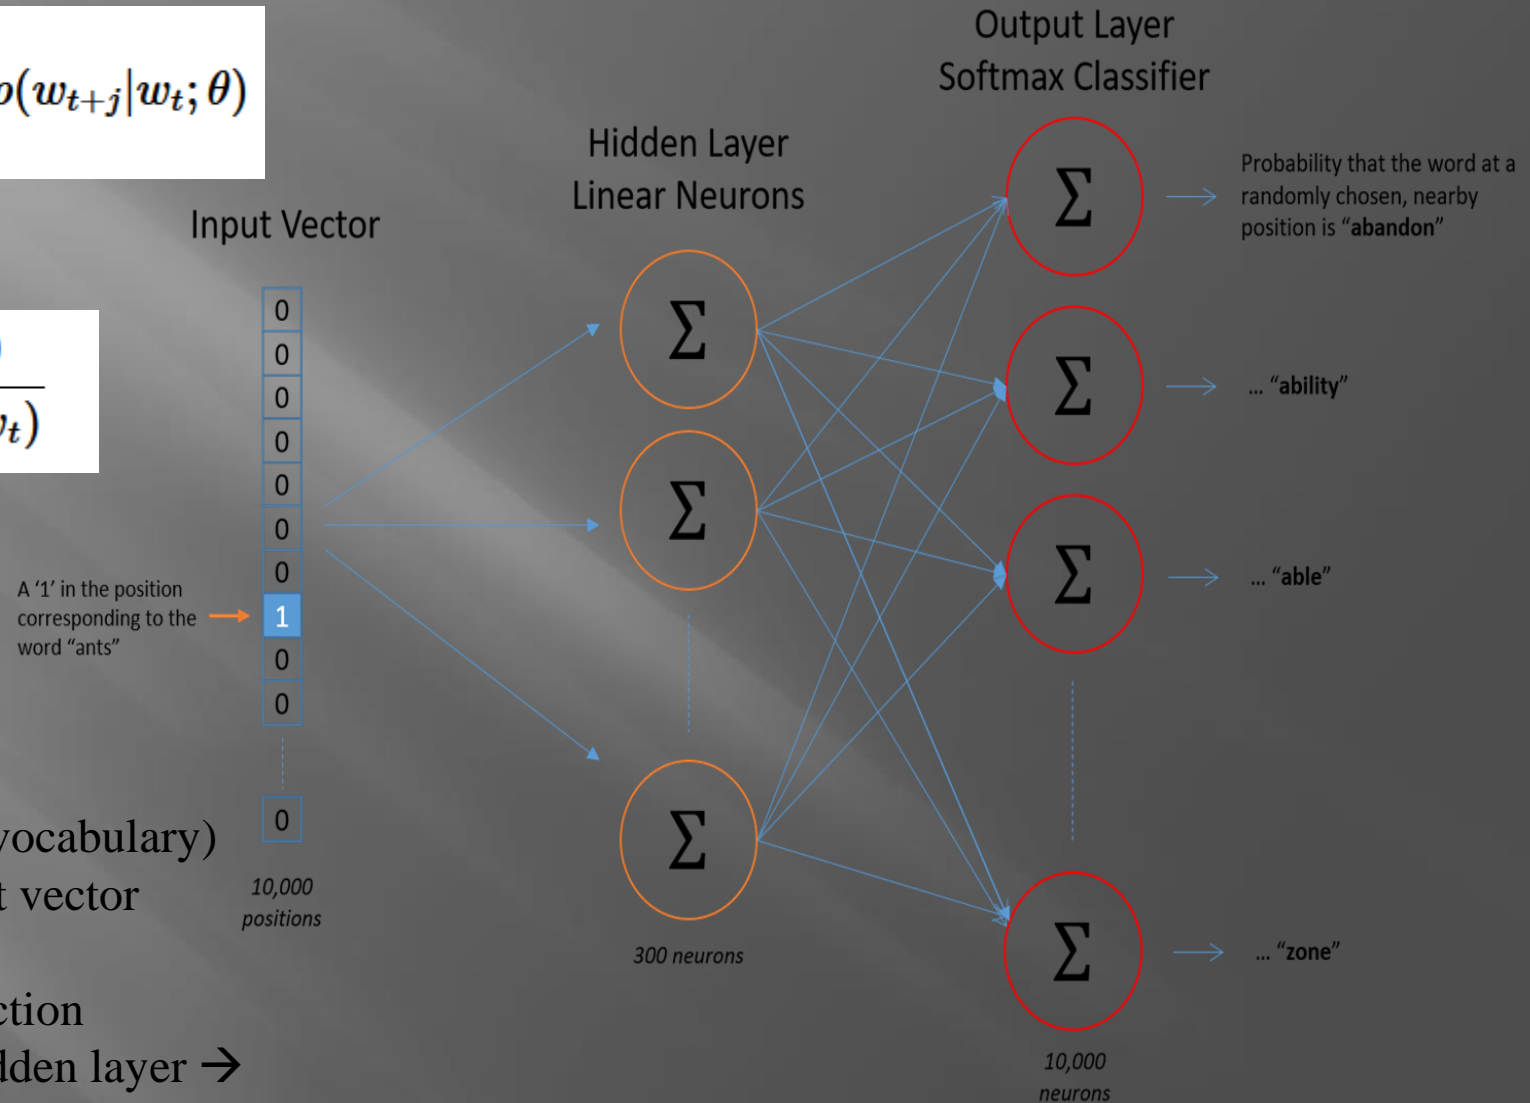 p(w_{t+j}|w_t; θ)
Output Layer
Softmax Classifier
Hidden Layer
Linear Neurons
Input Vector
Σ
Probability that the word at a
randomly chosen, nearby
position is “abandon”
0
0
0
0
0
0
0
1
0
0
0
)
w_t)
A ‘1’ in the position
corresponding to the
word “ants”
10,000
positions
Σ
Σ
Σ
300 neurons
Σ
... “ability”
Σ
... “able”
Σ
... “zone”
10,000
neurons
vocabulary)
t vector
ction
dden layer →